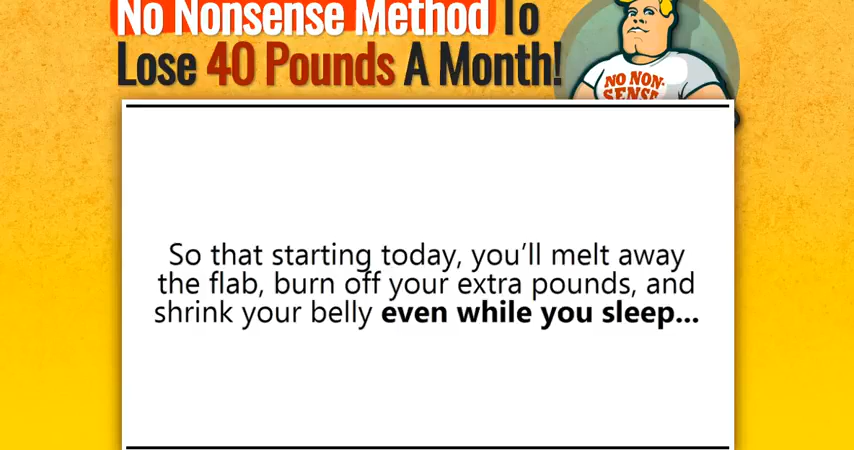 No Nonsense Method To
Lose 40 Pounds A Month!
NO NON-
SENSE
So that starting today, you’ll melt away
the flab, burn off your extra pounds, and
shrink your belly even while you sleep...